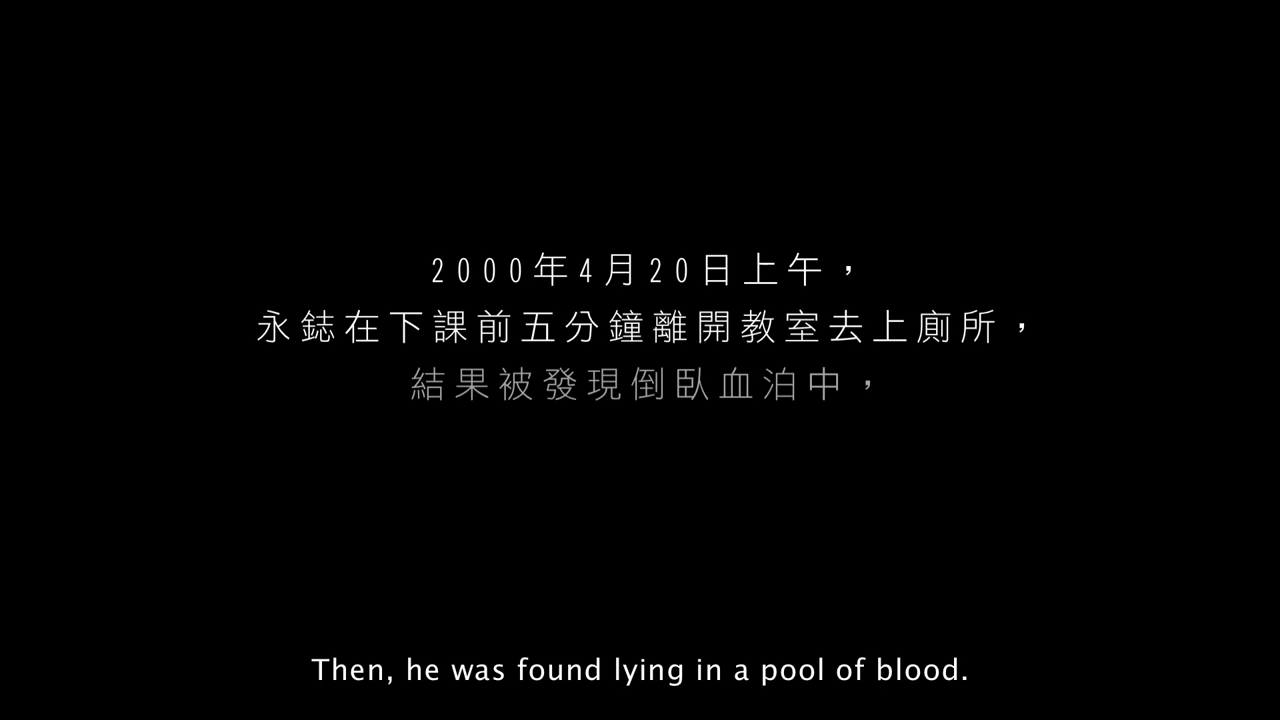 2000年4月20日上午，
永鋕在下課前五分鐘離開教室去上廁所，
結果被發現倒臥血泊中，
Then, he was found lying in a pool of blood.